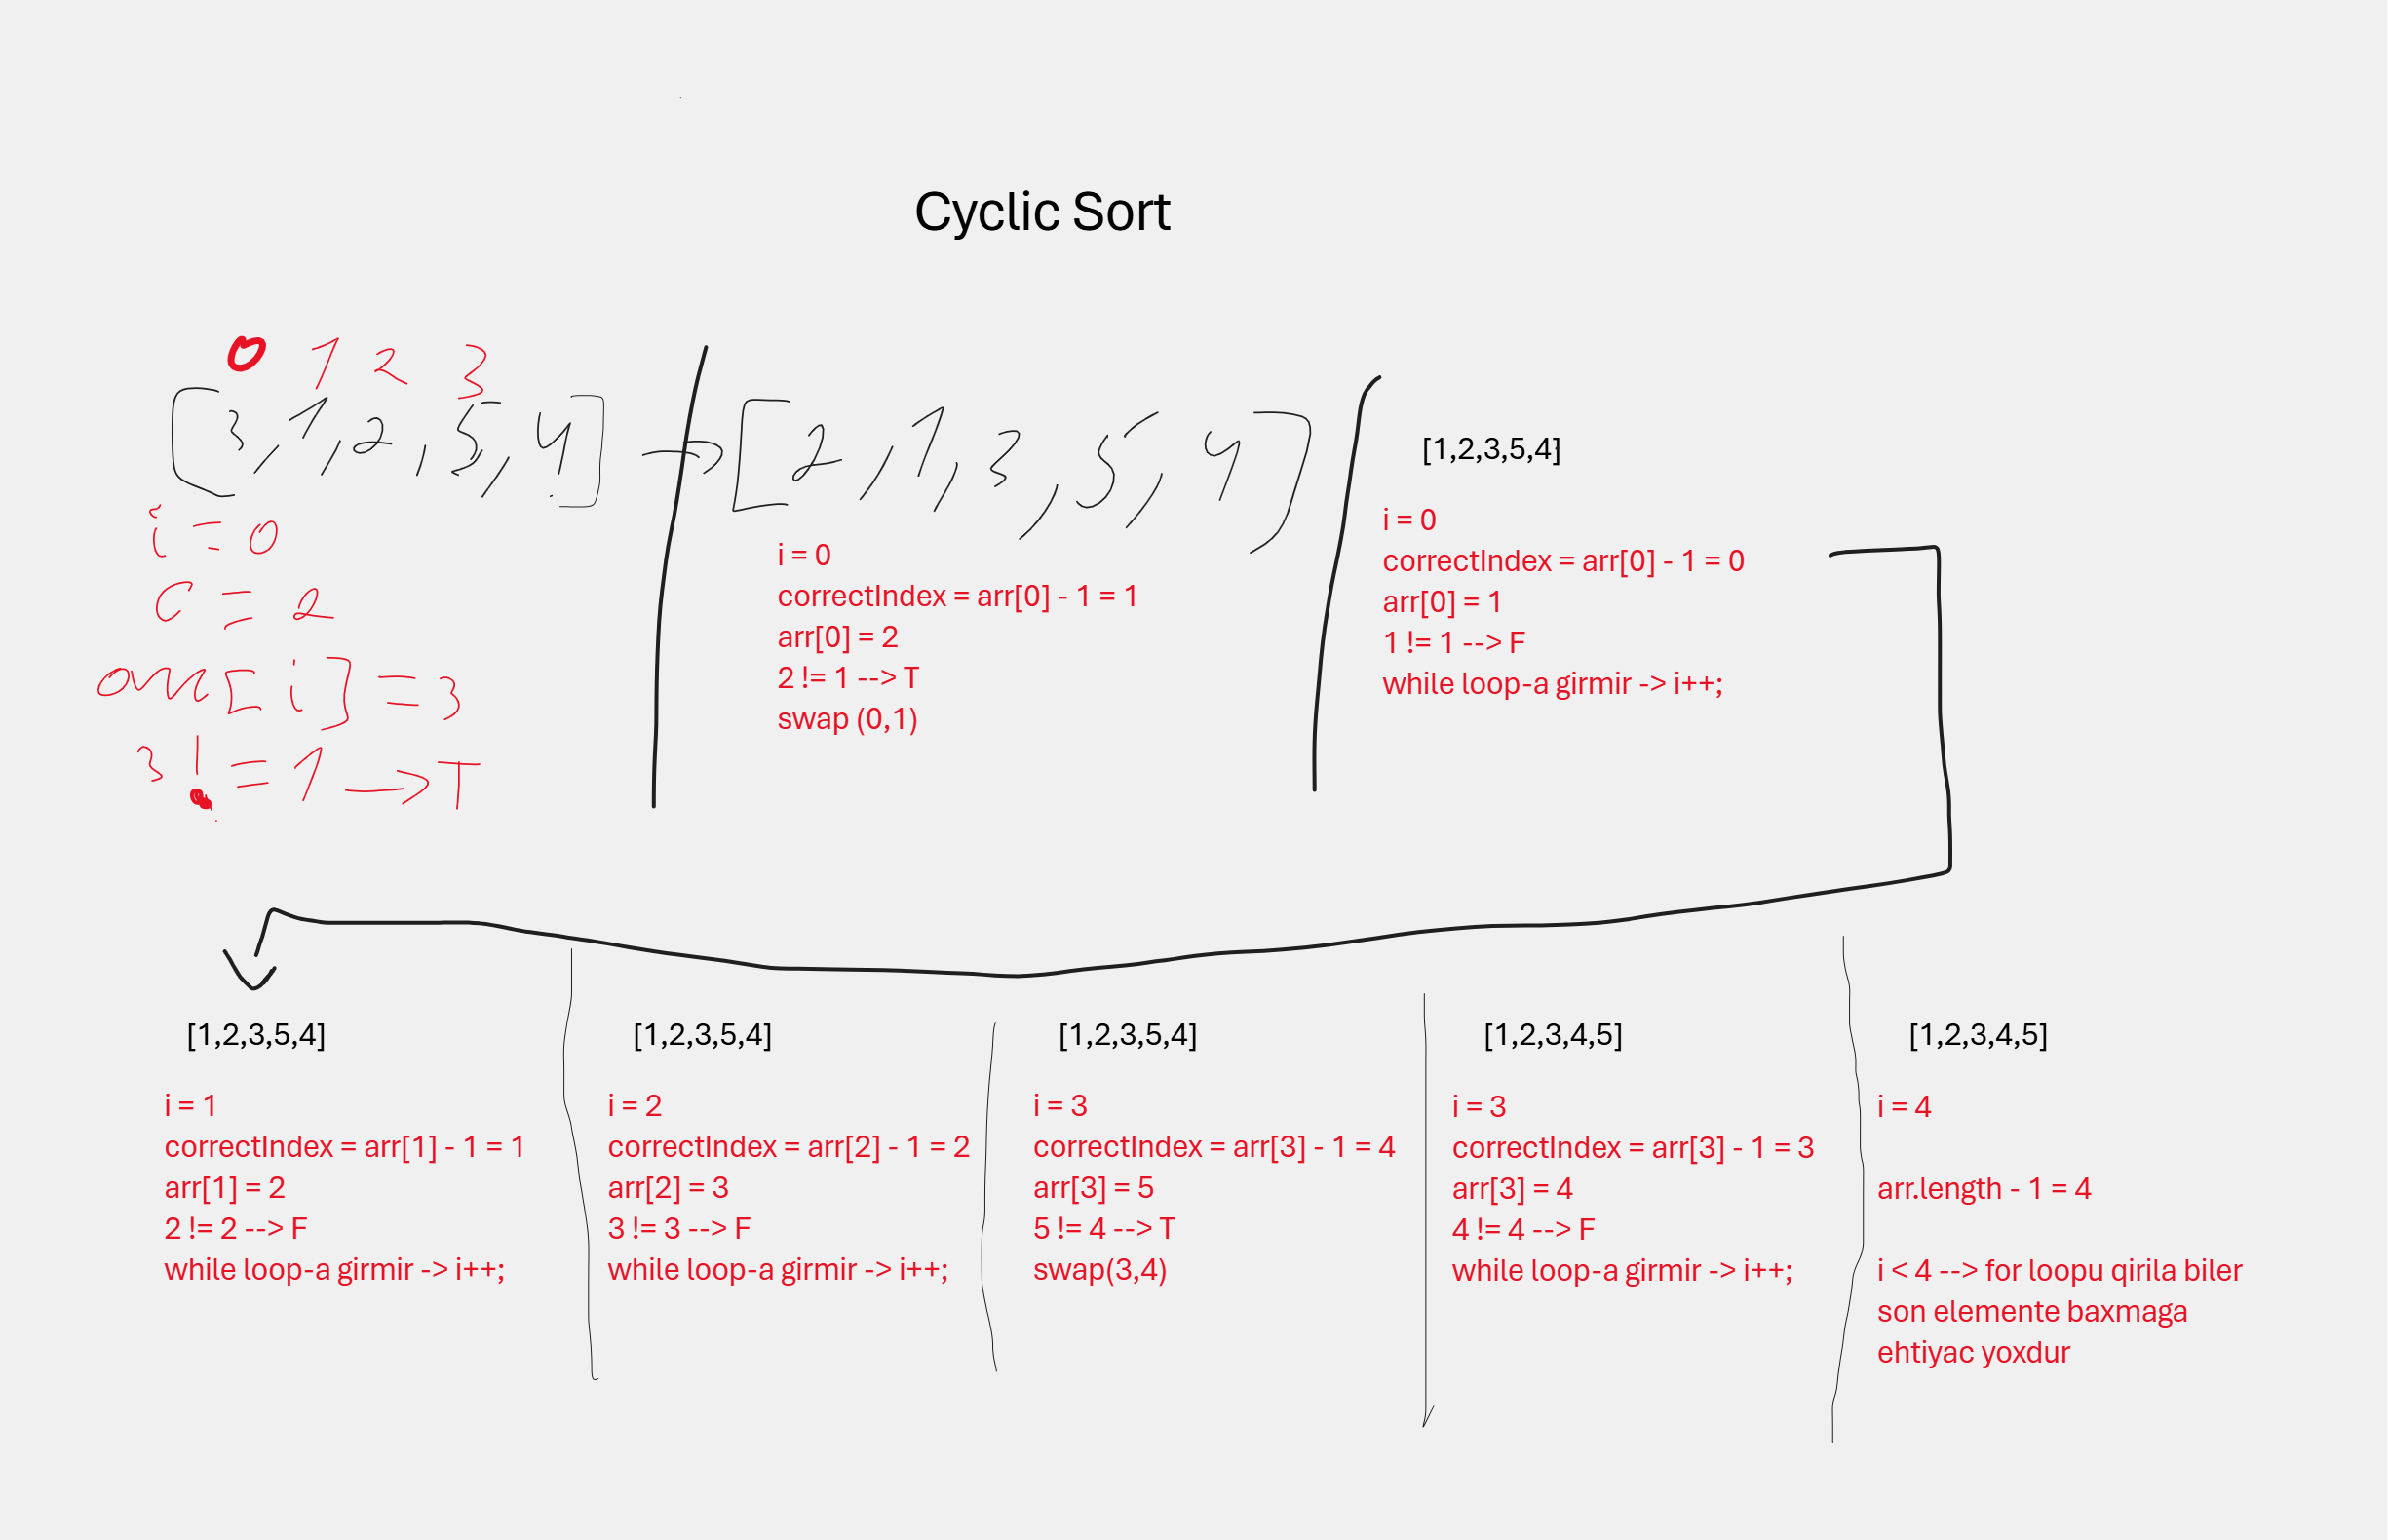 Cyclic Sort
0 1 2 3
[3,1,2,5,4] →
i = 0
c = 2
arr[i] = 3
3 != 1 → T
[2,1,3,5,4]
i = 0
correctIndex = arr[0] - 1 = 1
arr[0] = 2
2 != 1 --> T
swap (0,1)
[1,2,3,5,4]
i = 0
correctIndex = arr[0] - 1 = 0
arr[0] = 1
1 != 1 --> F
while loop-a girmir -> i++;
[1,2,3,5,4]
i = 1
correctIndex = arr[1] - 1 = 1
arr[1] = 2
2 != 2 --> F
while loop-a girmir -> i++;
[1,2,3,5,4]
i = 2
correctIndex = arr[2] - 1 = 2
arr[2] = 3
3 != 3 --> F
while loop-a girmir -> i++;
[1,2,3,5,4]
i = 3
correctIndex = arr[3] - 1 = 4
arr[3] = 5
5 != 4 --> T
swap(3,4)
[1,2,3,4,5]
i = 3
correctIndex = arr[3] - 1 = 3
arr[3] = 4
4 != 4 --> F
while loop-a girmir -> i++;
[1,2,3,4,5]
i = 4
arr.length - 1 = 4
i < 4 --> for loopu qirila biler
son elemente baxmaga
ehtiyac yoxdur